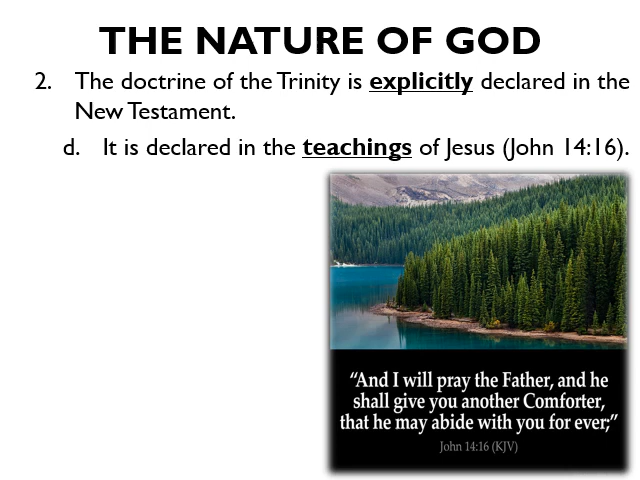 THE NATURE OF GOD
2. The doctrine of the Trinity is explicitly declared in the
New Testament.
d. It is declared in the teachings of Jesus (John 14:16).
“And I will pray the Father, and he
shall give you another Comforter,
that he may abide with you for ever;”
John 14:16 (KJV)